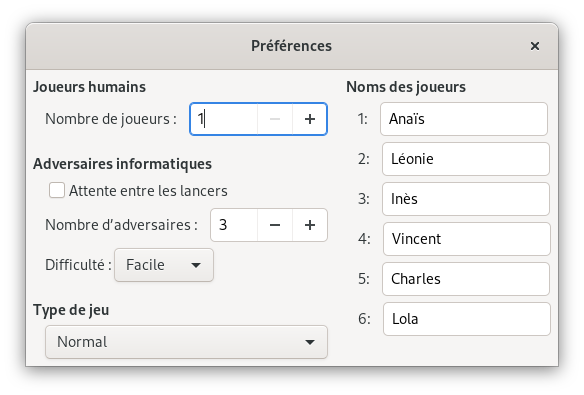 Préférences
Joueurs humains
Nombre de joueurs : 1
Adversaires informatiques
Attente entre les lancers
Nombre d’adversaires : 3
Difficulté : Facile
Type de jeu
Normal
Noms des joueurs
1: Anaïs
2: Léonie
3: Inès
4: Vincent
5: Charles
6: Lola